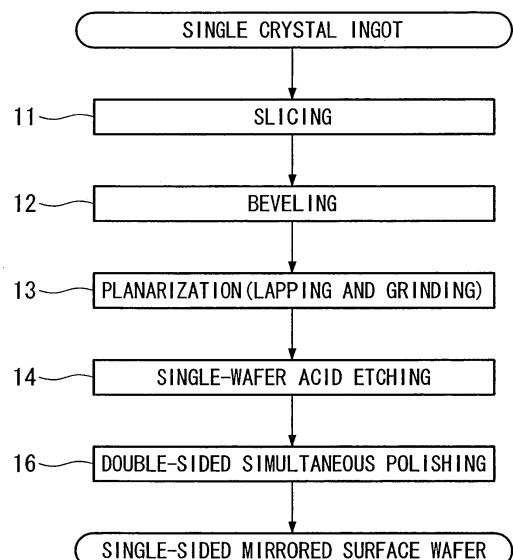 SINGLE CRYSTAL INGOT
11 SLICING
12 BEVELING
13 PLANARIZATION(LAPPING AND GRINDING)
14 SINGLE-WAFER ACID ETCHING
16 DOUBLE-SIDED SIMULTANEOUS POLISHING
SINGLE-SIDED MIRRORED SURFACE WAFER